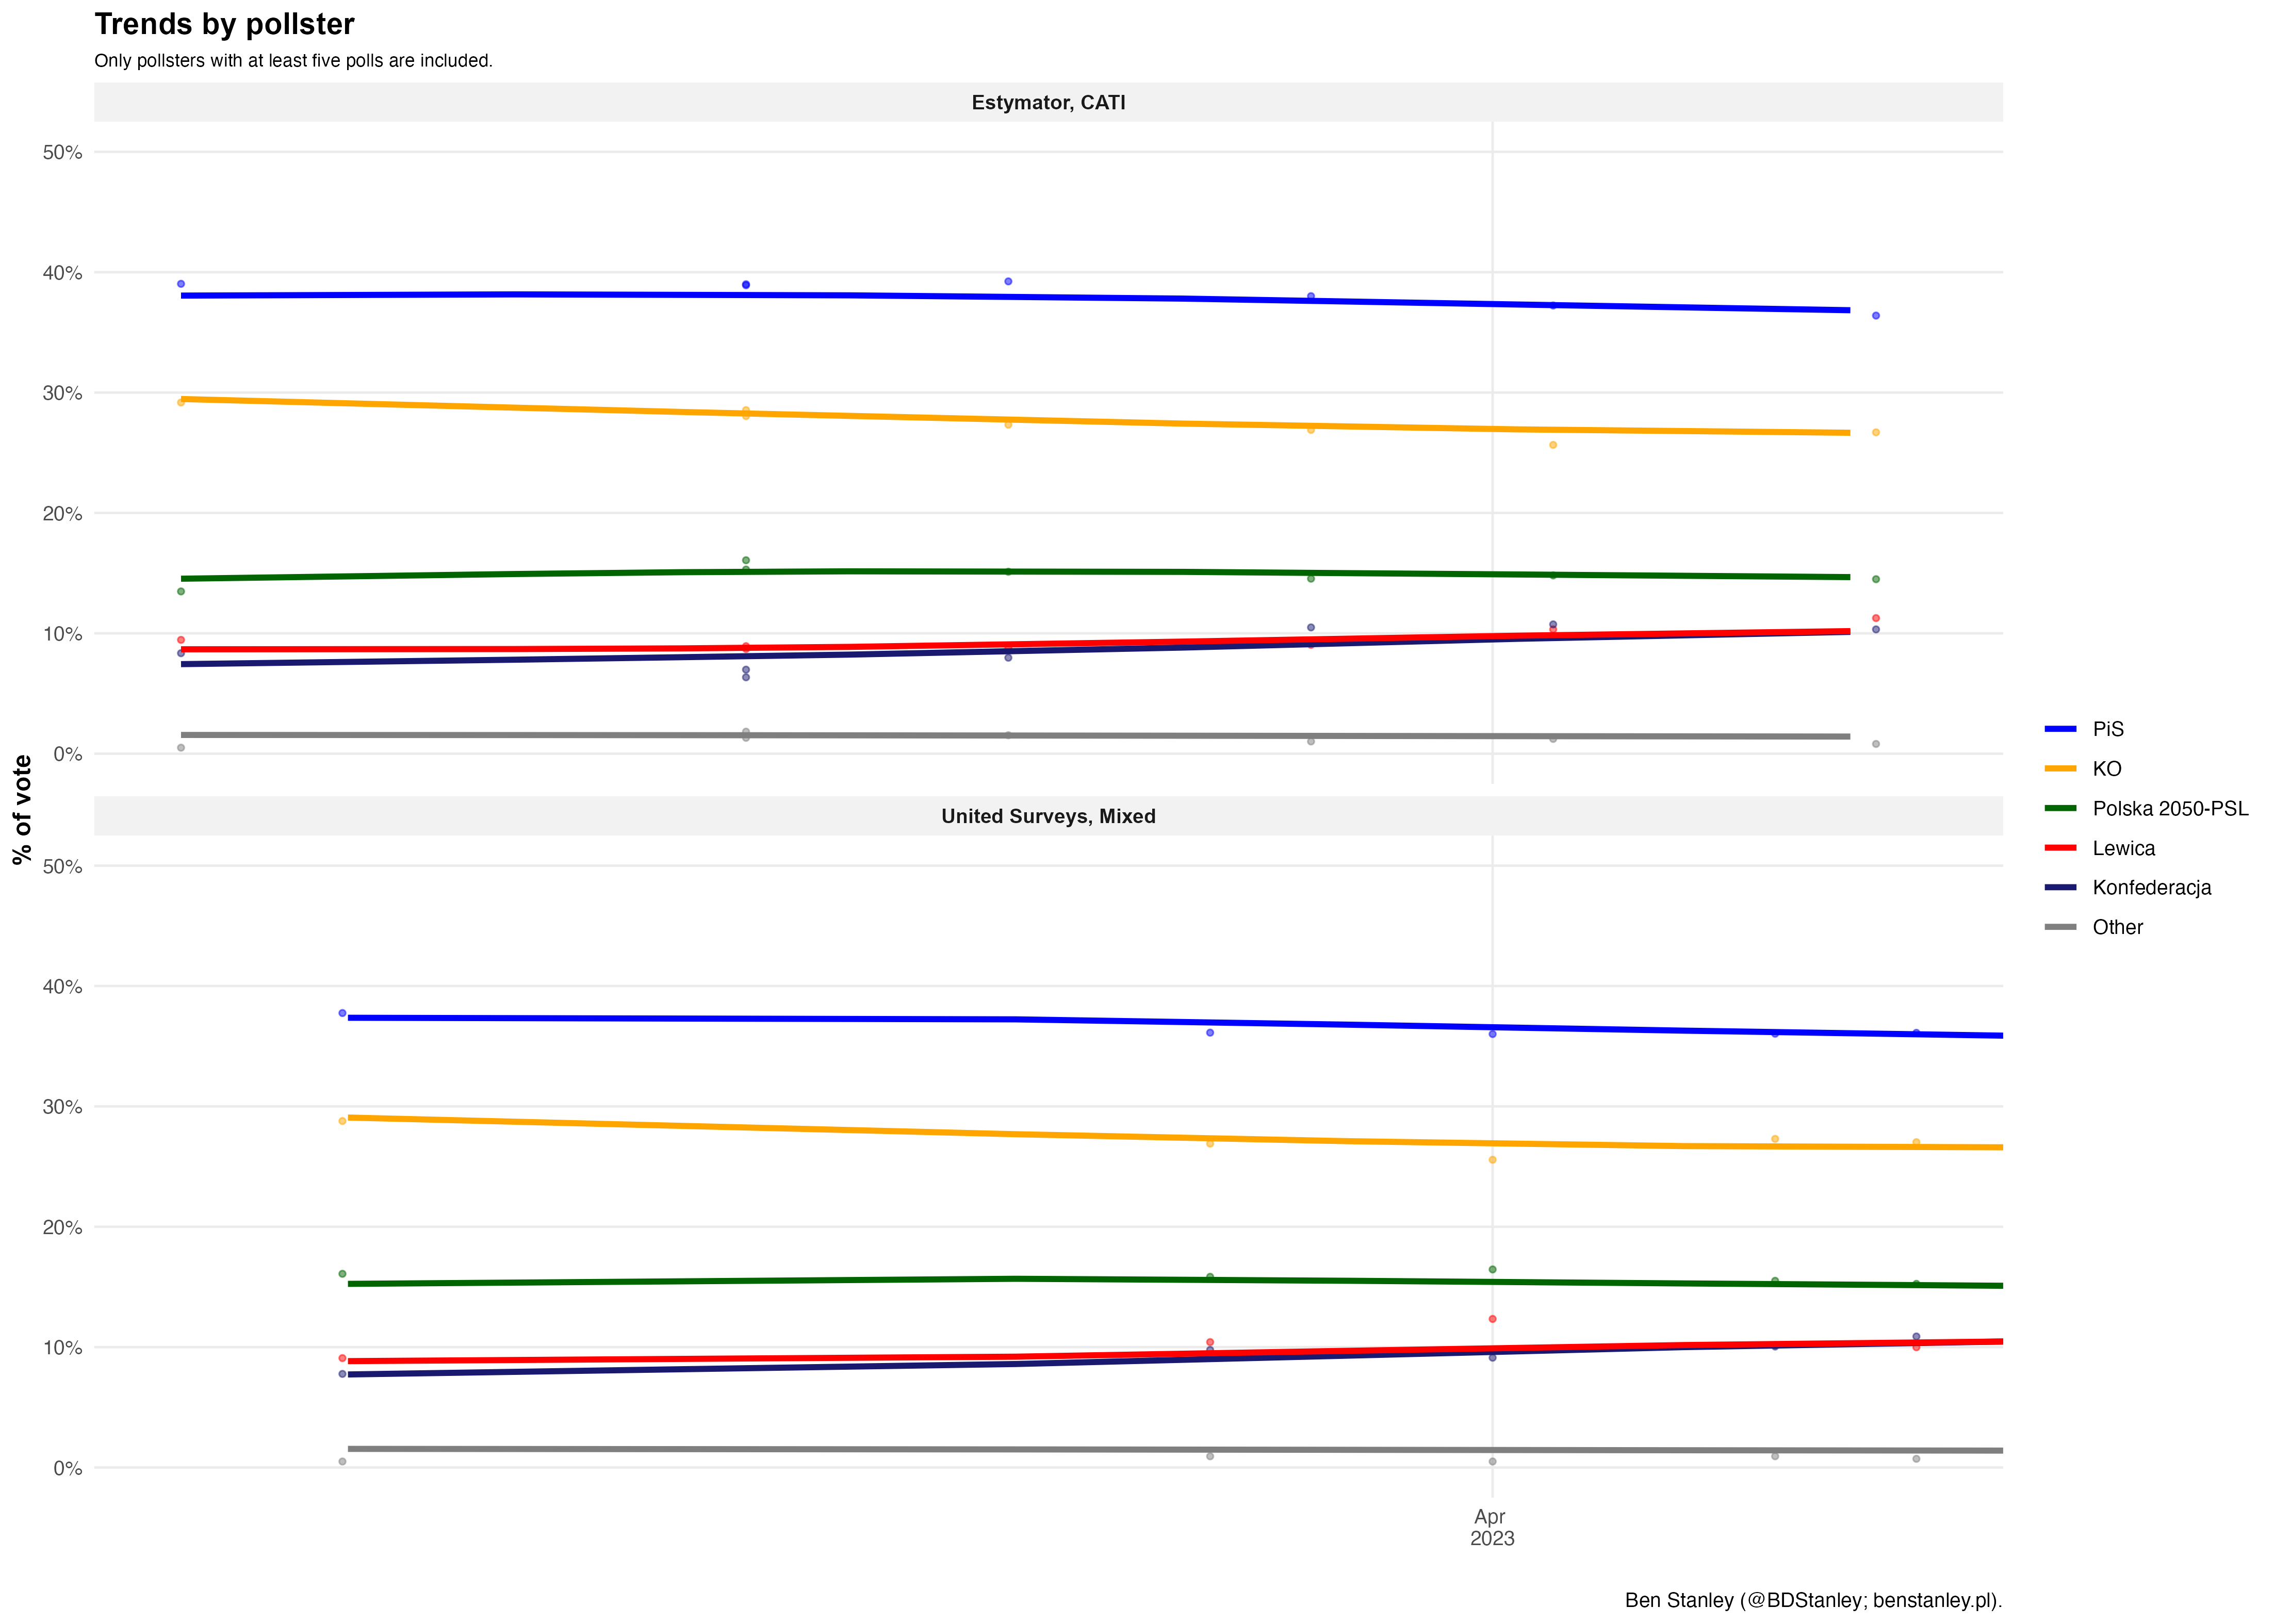 Trends by pollster
Only pollsters with at least five polls are included.
Estymator, CATI
50%
40%
30%
20%
10%
0%
% of vote
United Surveys, Mixed
50%
40%
30%
20%
10%
0%
Apr
2023
PiS
KO
Polska 2050-PSL
Lewica
Konfederacja
Other
Ben Stanley (@BDStanley; benstanley.pl).